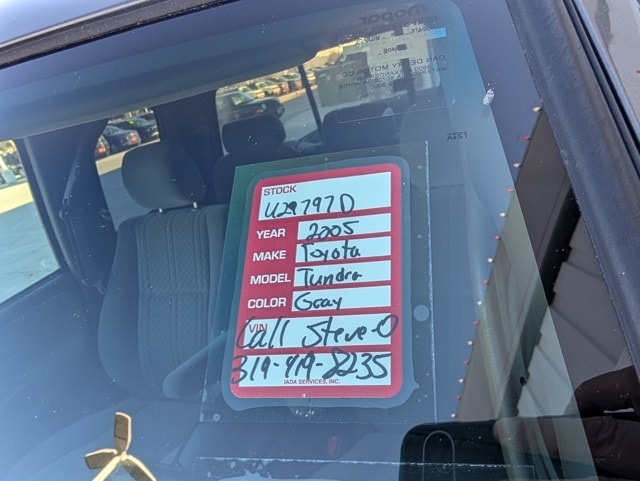 mopar
STOCK
U29797D
YEAR 2005
MAKE Toyota
MODEL Tundra
COLOR Gray
VIN
Call Steve O
319-919-8235
IADA SERVICES, INC.